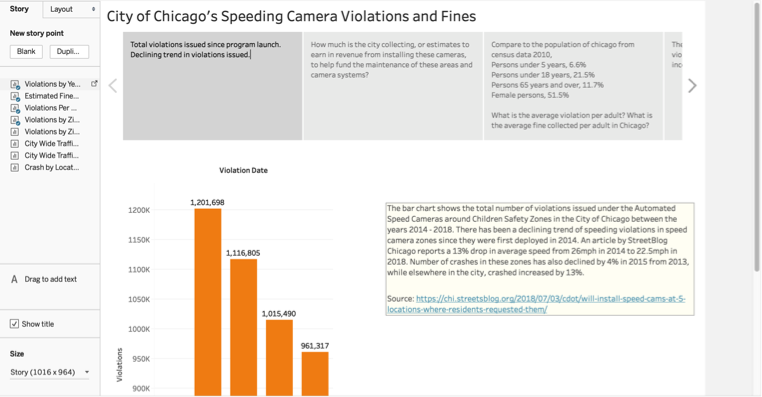 Story
Layout
City of Chicago's Speeding Camera Violations and Fines
New story point
Blank
Dupli...
Total violations issued since program launch.
Declining trend in violations issued.
How much is the city collecting, or estimates to
earn in revenue from installing these cameras,
to help fund the maintenance of these areas and
camera systems?
Compare to the population of chicago from
census data 2010,
Persons under 5 years, 6.6%
Persons under 18 years, 21.5%
Persons 65 years and over, 11.7%
Female persons, 51.5%
What is the average violation per adult? What is
the average fine collected per adult in Chicago?
The
vio
inc
Violations by Ye...
Estimated Fine...
Violations Per ...
Violations by Zi...
Violations by Zi...
City Wide Traffi...
City Wide Traffi...
Crash by Locat...
A Drag to add text
Show title
Size
Story (1016 x 964)
Violation Date
1200K
1150K
1100K
1050K
1000K
950K
900K
Violations
1,201,698
1,116,805
1,015,490
961,317
The bar chart shows the total number of violations issued under the Automated
Speed Cameras around Children Safety Zones in the City of Chicago between the
years 2014 - 2018. There has been a declining trend of speeding violations in speed
camera zones since they were first deployed in 2014. An article by StreetBlog
Chicago reports a 13% drop in average speed from 26mph in 2014 to 22.5mph in
2018. Number of crashes in these zones has also declined by 4% in 2015 from 2013,
while elsewhere in the city, crashed increased by 13%.
Source: https://chi.streetsblog.org/2018/07/03/cdot/will-install-speed-cams-at-5-
locations-where-residents-requested-them/